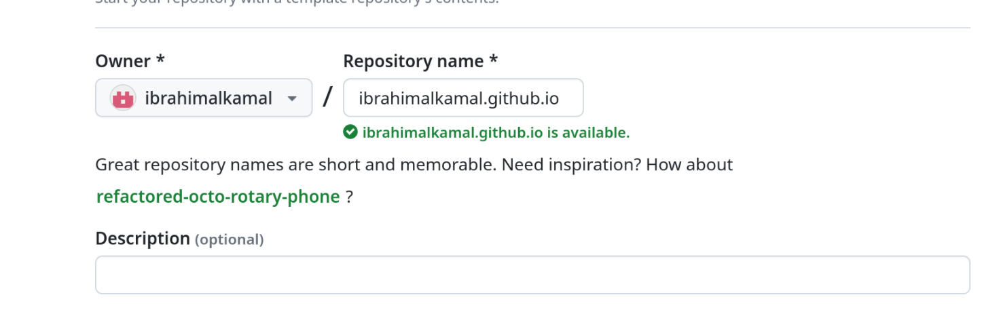 Start your repository with a template repository's contents.
Owner *
Repository name *
ibrahimalkamal / ibrahimalkamal.github.io
ibrahimalkamal.github.io is available.
Great repository names are short and memorable. Need inspiration? How about
refactored-octo-rotary-phone ?
Description (optional)